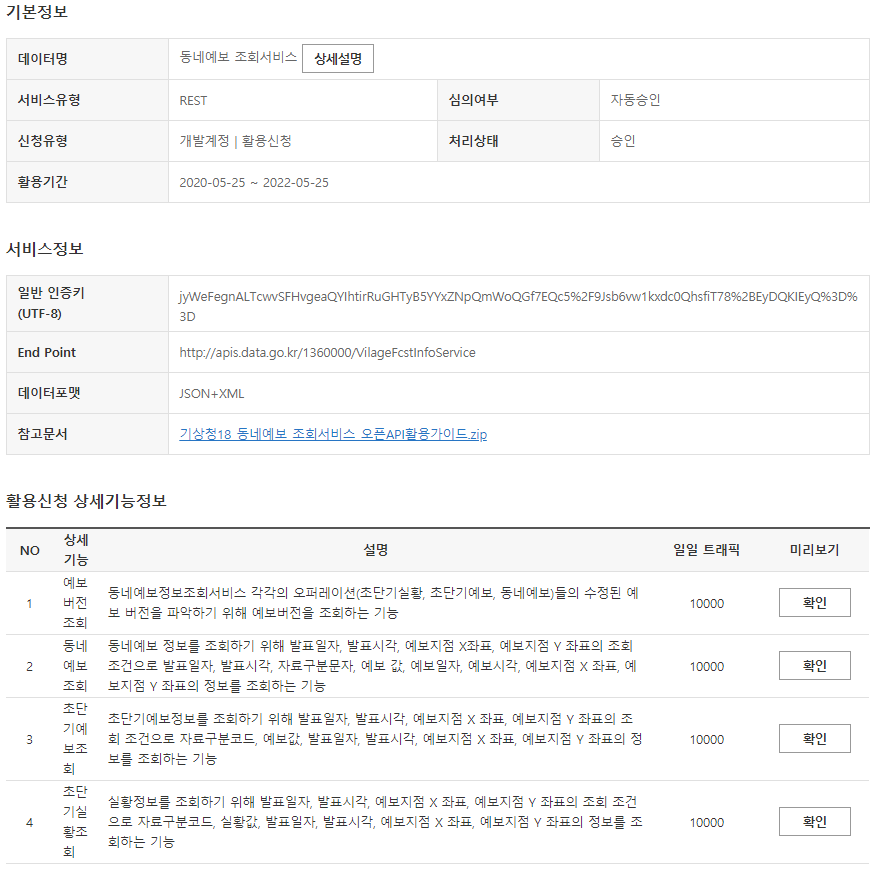 기본정보
데이터명 동네예보 조회서비스 상세설명
서비스유형 REST 심의여부 자동승인
신청유형 개발계정 | 활용신청 처리상태 승인
활용기간 2020-05-25 ~ 2022-05-25
서비스정보
일반 인증키
(UTF-8)
jyWeFegnALTcwvSFHvgeaQYIhtirRuGHTyB5YYxZNpQmWoQGf7EQc5%2F9Jsb6vw1kxdc0QhsfiT78%2BEyDQKIEyQ%3D%
3D
End Point http://apis.data.go.kr/1360000/VilageFcstInfoService
데이터포맷 JSON+XML
참고문서 기상청18_동네예보 조회서비스_오픈API활용가이드.zip
활용신청 상세기능정보
NO 상세
기능 설명 일일 트래픽 미리보기
1
예보
버전
조회
동네예보정보조회서비스 각각의 오퍼레이션(초단기실황, 초단기예보, 동네예보)들의 수정된 예
보 버전을 파악하기 위해 예보버전을 조회하는 기능
10000 확인
2
동네
예보
조회
동네예보 정보를 조회하기 위해 발표일자, 발표시각, 예보지점 X좌표, 예보지점 Y 좌표의 조회
조건으로 발표일자, 발표시각, 자료구분문자, 예보 값, 예보일자, 예보시각, 예보지점 X 좌표, 예
보지점 Y 좌표의 정보를 조회하는 기능
10000 확인
3
초단
기예
보조
회
초단기예보정보를 조회하기 위해 발표일자, 발표시각, 예보지점 X 좌표, 예보지점 Y 좌표의 조
회 조건으로 자료구분코드, 예보값, 발표일자, 발표시각, 예보지점 X 좌표, 예보지점 Y 좌표의 정
보를 조회하는 기능
10000 확인
4
초단
기실
황조
회
실황정보를 조회하기 위해 발표일자, 발표시각, 예보지점 X 좌표, 예보지점 Y 좌표의 조회 조건
으로 자료구분코드, 실황값, 발표일자, 발표시각, 예보지점 X 좌표, 예보지점 Y 좌표의 정보를 조
회하는 기능
10000 확인